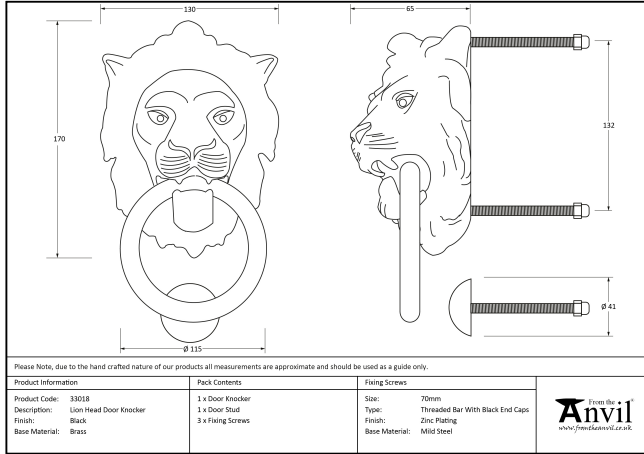 130
65
170
132
Ø 41
Ø 115
Please Note, due to the hand crafted nature of our products all measurements are approximate and should be used as a guide only.
Product Information
Product Code: 33018
Description: Lion Head Door Knocker
Finish: Black
Base Material: Brass
Pack Contents
1 x Door Knocker
1 x Door Stud
3 x Fixing Screws
Fixing Screws
Size: 70mm
Type: Threaded Bar With Black End Caps
Finish: Zinc Plating
Base Material: Mild Steel
From the
Anvil®
www.fromtheanvil.co.uk